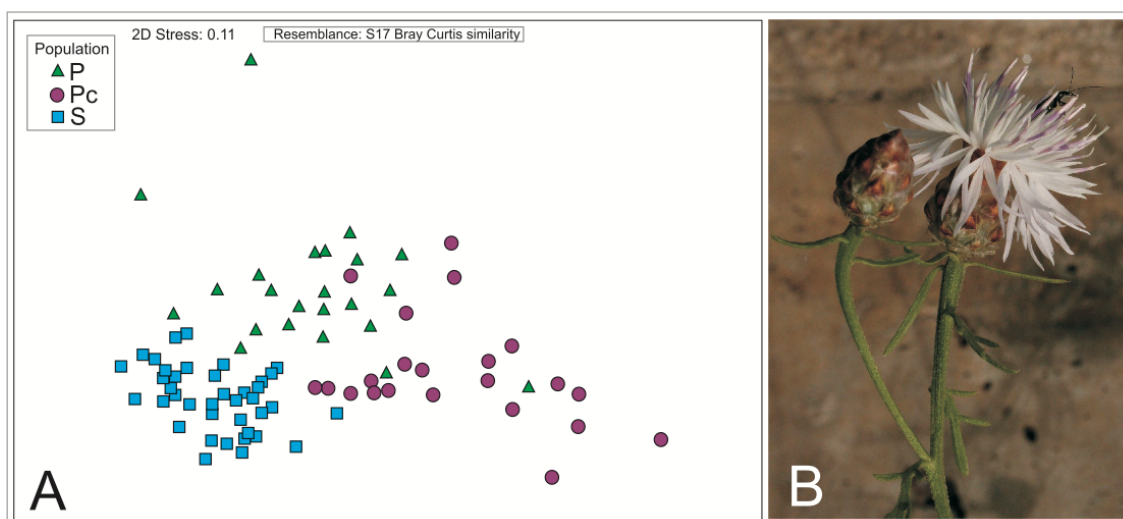 2D Stress: 0.11
Resemblance: S17 Bray Curtis similarity
Population
P
Pc
S
A
B